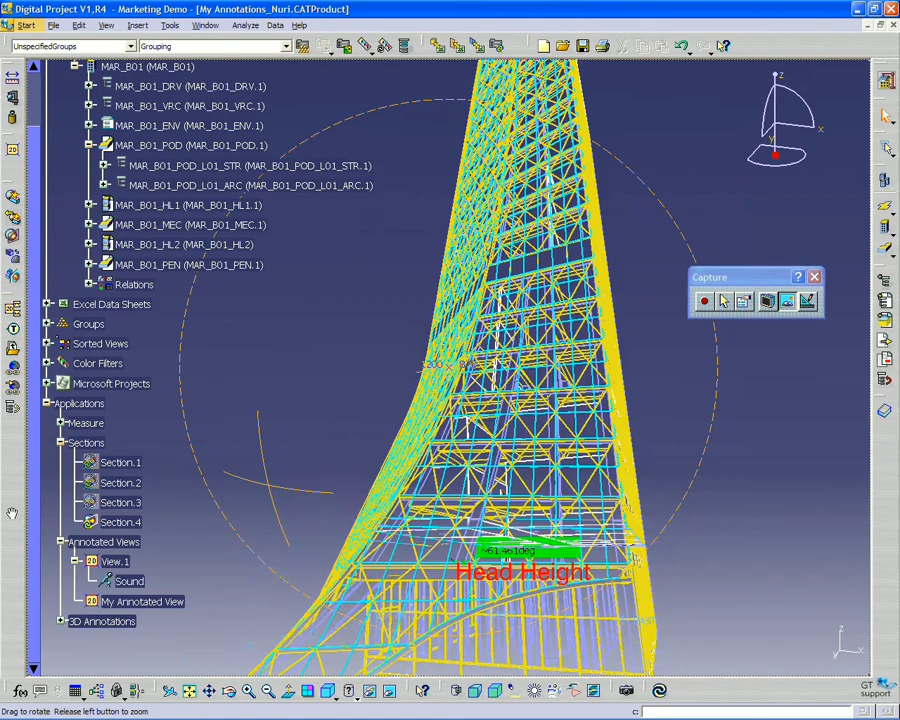 Digital Project V1,R4 - Marketing Demo - [My Annotations_Nuri.CATProduct]
Start File Edit View Insert Tools Window Analyze Data Help
UnspecifiedGroups Grouping
MAR_B01 (MAR_B01)
MAR_B01_DRV (MAR_B01_DRV.1)
MAR_B01_VRC (MAR_B01_VRC.1)
MAR_B01_ENV (MAR_B01_ENV.1)
MAR_B01_POD (MAR_B01_POD.1)
MAR_B01_POD_L01_STR (MAR_B01_POD_L01_STR.1)
MAR_B01_POD_L01_ARC (MAR_B01_POD_L01_ARC.1)
MAR_B01_HL1 (MAR_B01_HL1.1)
MAR_B01_MEC (MAR_B01_MEC.1)
MAR_B01_HL2 (MAR_B01_HL2)
MAR_B01_PEN (MAR_B01_PEN.1)
Relations
Excel Data Sheets
Groups
Sorted Views
Color Filters
Microsoft Projects
Applications
Measure
Sections
Section.1
Section.2
Section.3
Section.4
Annotated Views
View.1
Sound
My Annotated View
3D Annotations
z
x
y
Capture
61.461deg
Head Height
z
y x
GT
support
Drag to rotate Release left button to zoom
c: